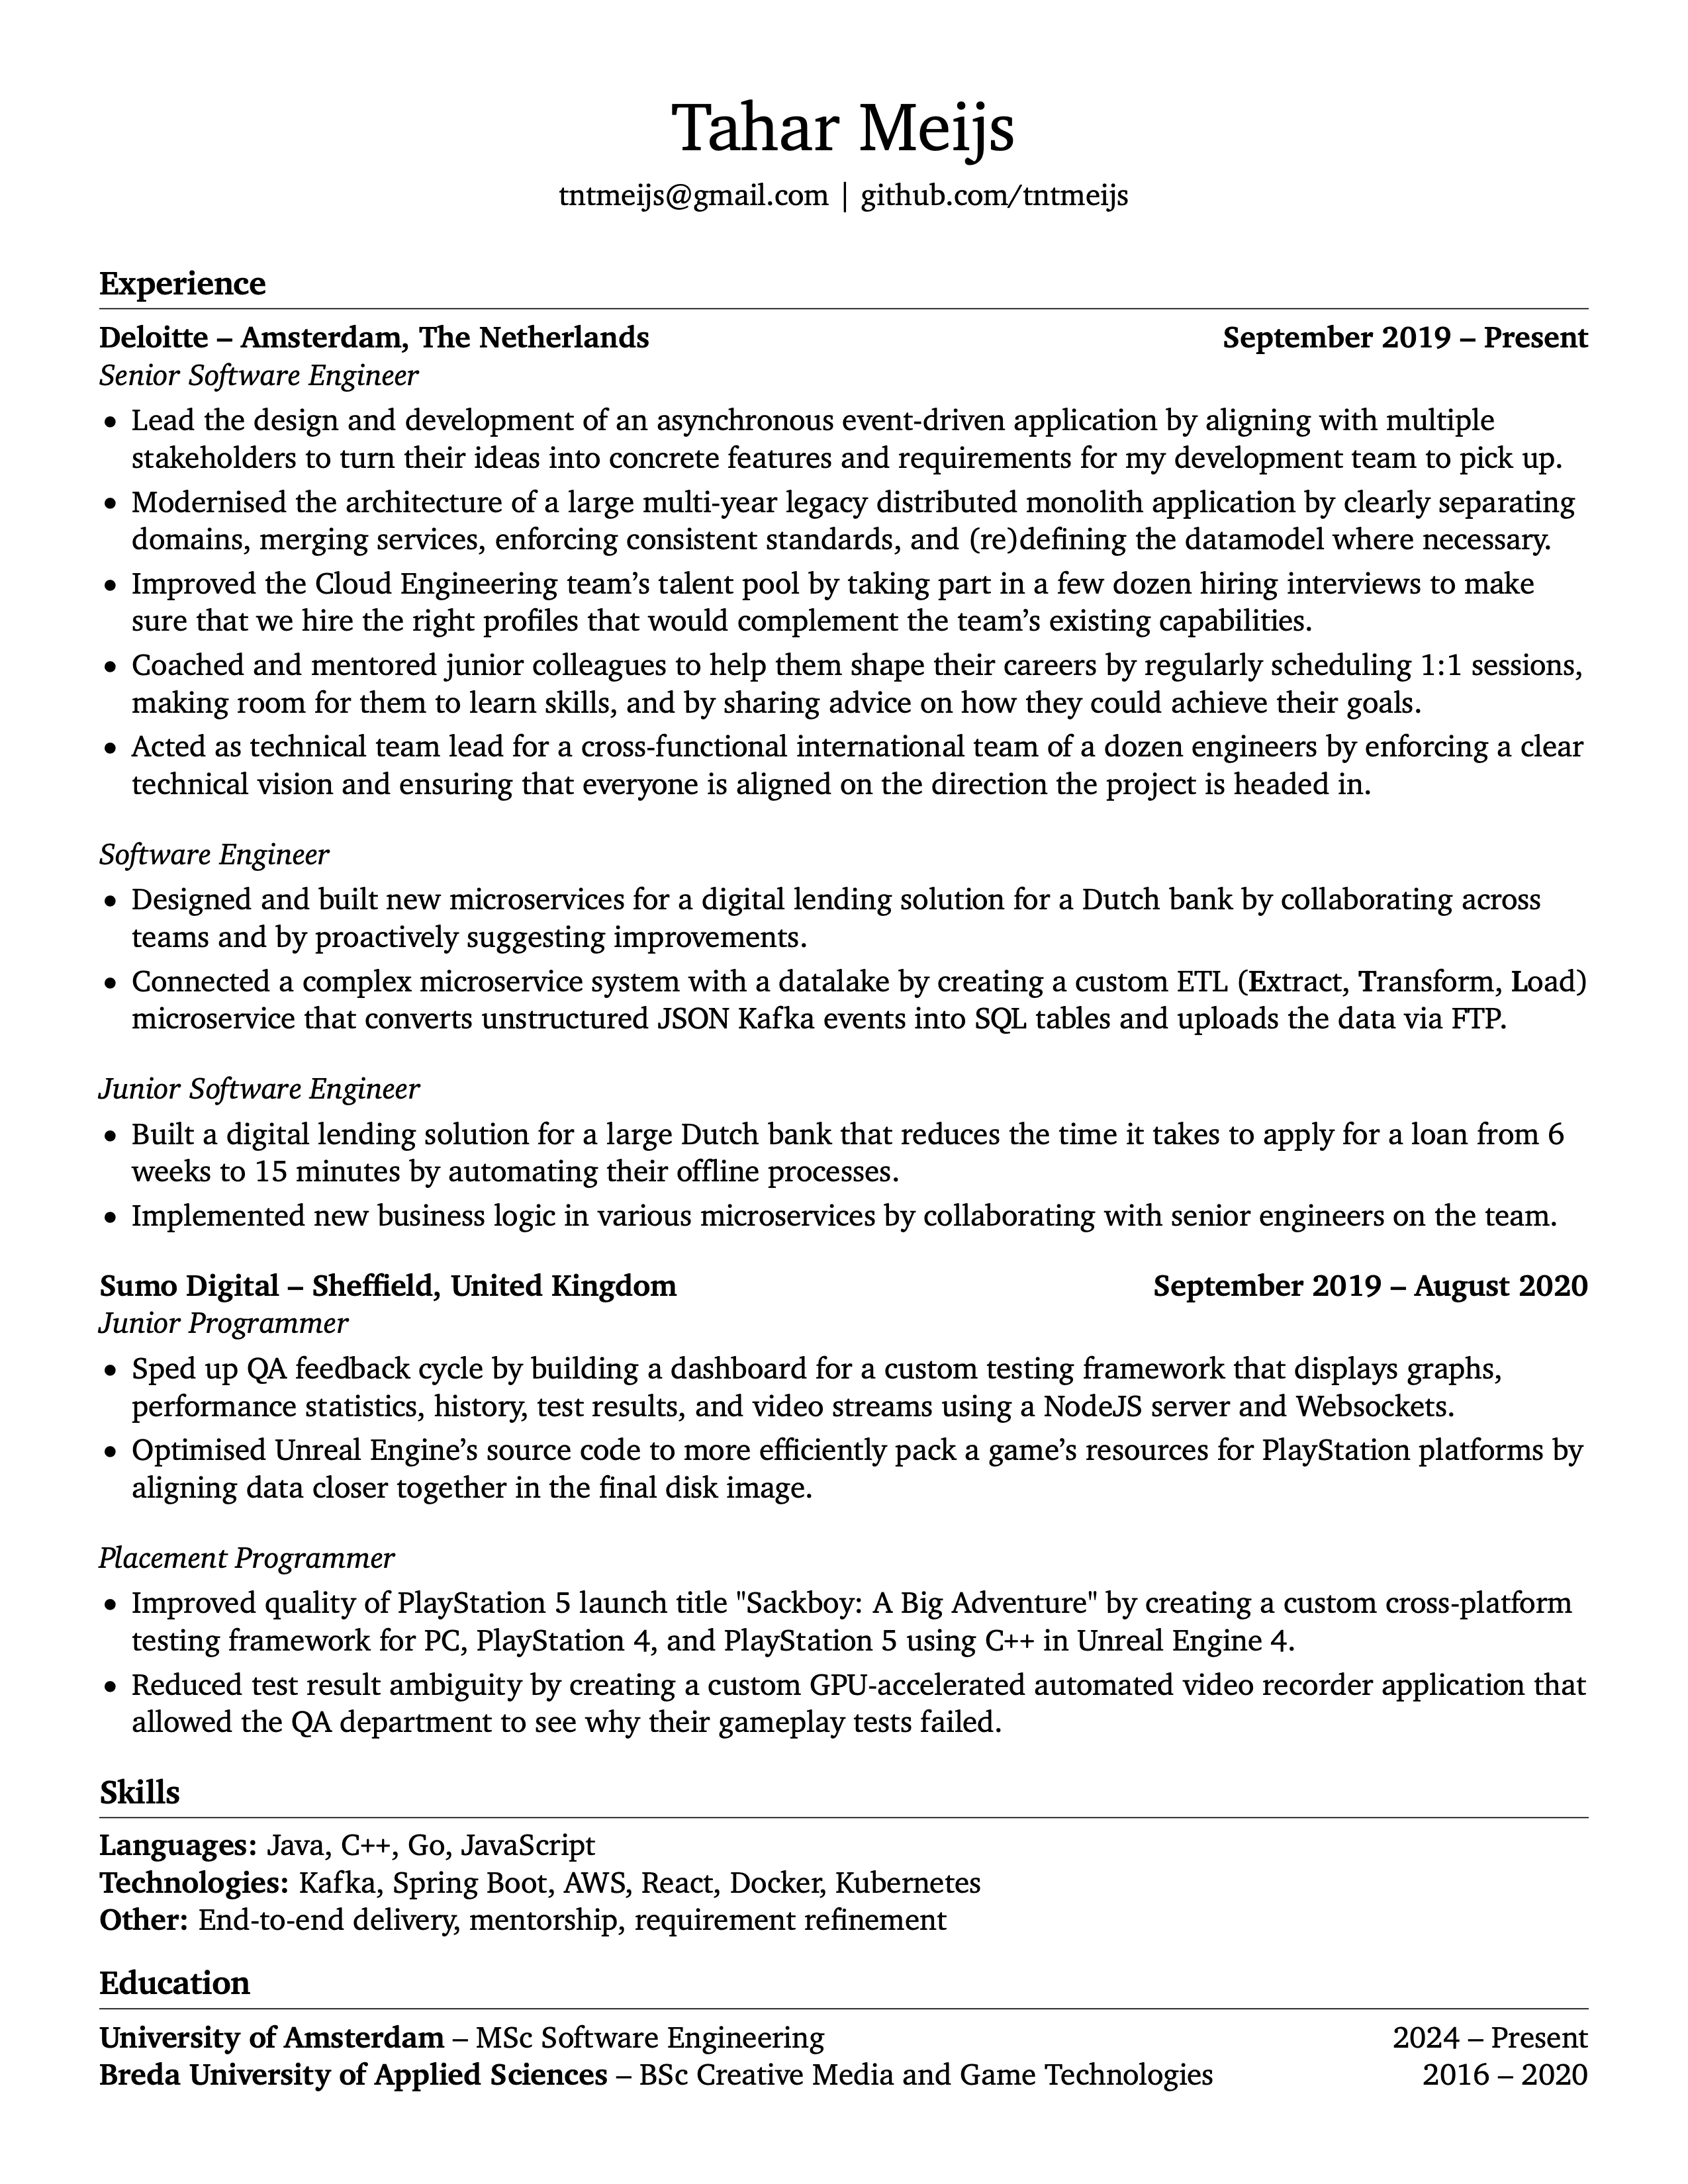 Tahar Meijs
tntmeijs@gmail.com | github.com/tntmeijs
Experience
Deloitte – Amsterdam, The Netherlands September 2019 – Present
Senior Software Engineer
• Lead the design and development of an asynchronous event-driven application by aligning with multiple
stakeholders to turn their ideas into concrete features and requirements for my development team to pick up.
• Modernised the architecture of a large multi-year legacy distributed monolith application by clearly separating
domains, merging services, enforcing consistent standards, and (re)defining the datamodel where necessary.
• Improved the Cloud Engineering team’s talent pool by taking part in a few dozen hiring interviews to make
sure that we hire the right profiles that would complement the team’s existing capabilities.
• Coached and mentored junior colleagues to help them shape their careers by regularly scheduling 1:1 sessions,
making room for them to learn skills, and by sharing advice on how they could achieve their goals.
• Acted as technical team lead for a cross-functional international team of a dozen engineers by enforcing a clear
technical vision and ensuring that everyone is aligned on the direction the project is headed in.
Software Engineer
• Designed and built new microservices for a digital lending solution for a Dutch bank by collaborating across
teams and by proactively suggesting improvements.
• Connected a complex microservice system with a datalake by creating a custom ETL (Extract, Transform, Load)
microservice that converts unstructured JSON Kafka events into SQL tables and uploads the data via FTP.
Junior Software Engineer
• Built a digital lending solution for a large Dutch bank that reduces the time it takes to apply for a loan from 6
weeks to 15 minutes by automating their offline processes.
• Implemented new business logic in various microservices by collaborating with senior engineers on the team.
Sumo Digital – Sheffield, United Kingdom September 2019 – August 2020
Junior Programmer
• Sped up QA feedback cycle by building a dashboard for a custom testing framework that displays graphs,
performance statistics, history, test results, and video streams using a NodeJS server and Websockets.
• Optimised Unreal Engine’s source code to more efficiently pack a game’s resources for PlayStation platforms by
aligning data closer together in the final disk image.
Placement Programmer
• Improved quality of PlayStation 5 launch title "Sackboy: A Big Adventure" by creating a custom cross-platform
testing framework for PC, PlayStation 4, and PlayStation 5 using C++ in Unreal Engine 4.
• Reduced test result ambiguity by creating a custom GPU-accelerated automated video recorder application that
allowed the QA department to see why their gameplay tests failed.
Skills
Languages: Java, C++, Go, JavaScript
Technologies: Kafka, Spring Boot, AWS, React, Docker, Kubernetes
Other: End-to-end delivery, mentorship, requirement refinement
Education
University of Amsterdam – MSc Software Engineering 2024 – Present
Breda University of Applied Sciences – BSc Creative Media and Game Technologies 2016 – 2020